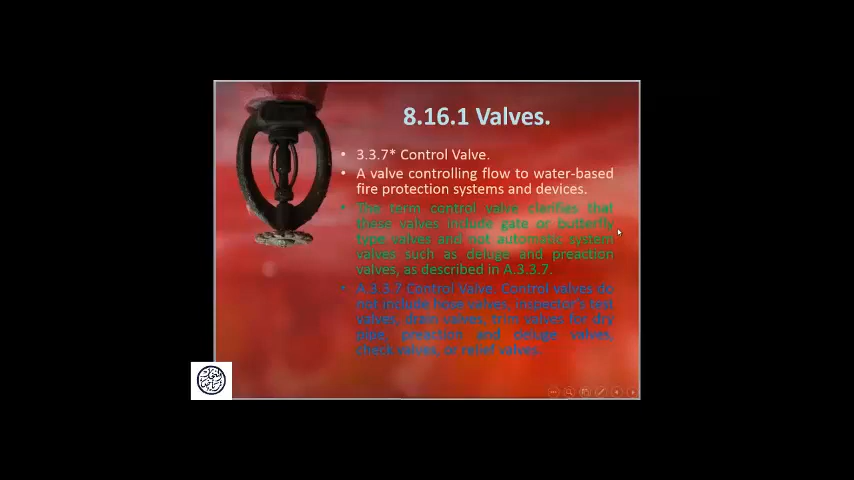 8.16.1 Valves.
• 3.3.7* Control Valve.
• A valve controlling flow to water-based
fire protection systems and devices.
• The term control valve clarifies that
these valves include gate or butterfly
type valves and not automatic system
valves such as deluge and preaction
valves, as described in A.3.3.7.
• A.3.3.7 Control Valve. Control valves do
not include hose valves, inspector's test
valves, drain valves, trim valves for dry
pipe, preaction and deluge valves,
check valves, or relief valves.